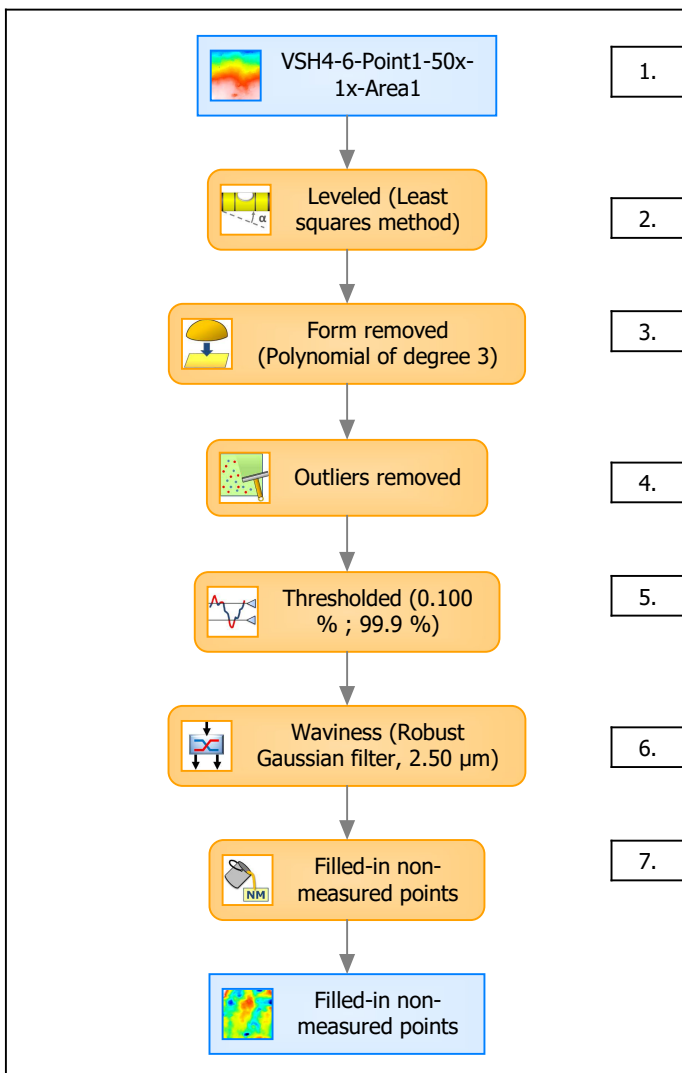 VSH4-6-Point1-50x-
1x-Area1
1.
Leveled (Least
squares method)
α
2.
Form removed
(Polynomial of degree 3)
3.
Outliers removed
4.
Thresholded (0.100
% ; 99.9 %)
5.
Waviness (Robust
Gaussian filter, 2.50 µm)
6.
Filled-in non-
measured points
NM
7.
Filled-in non-
measured points